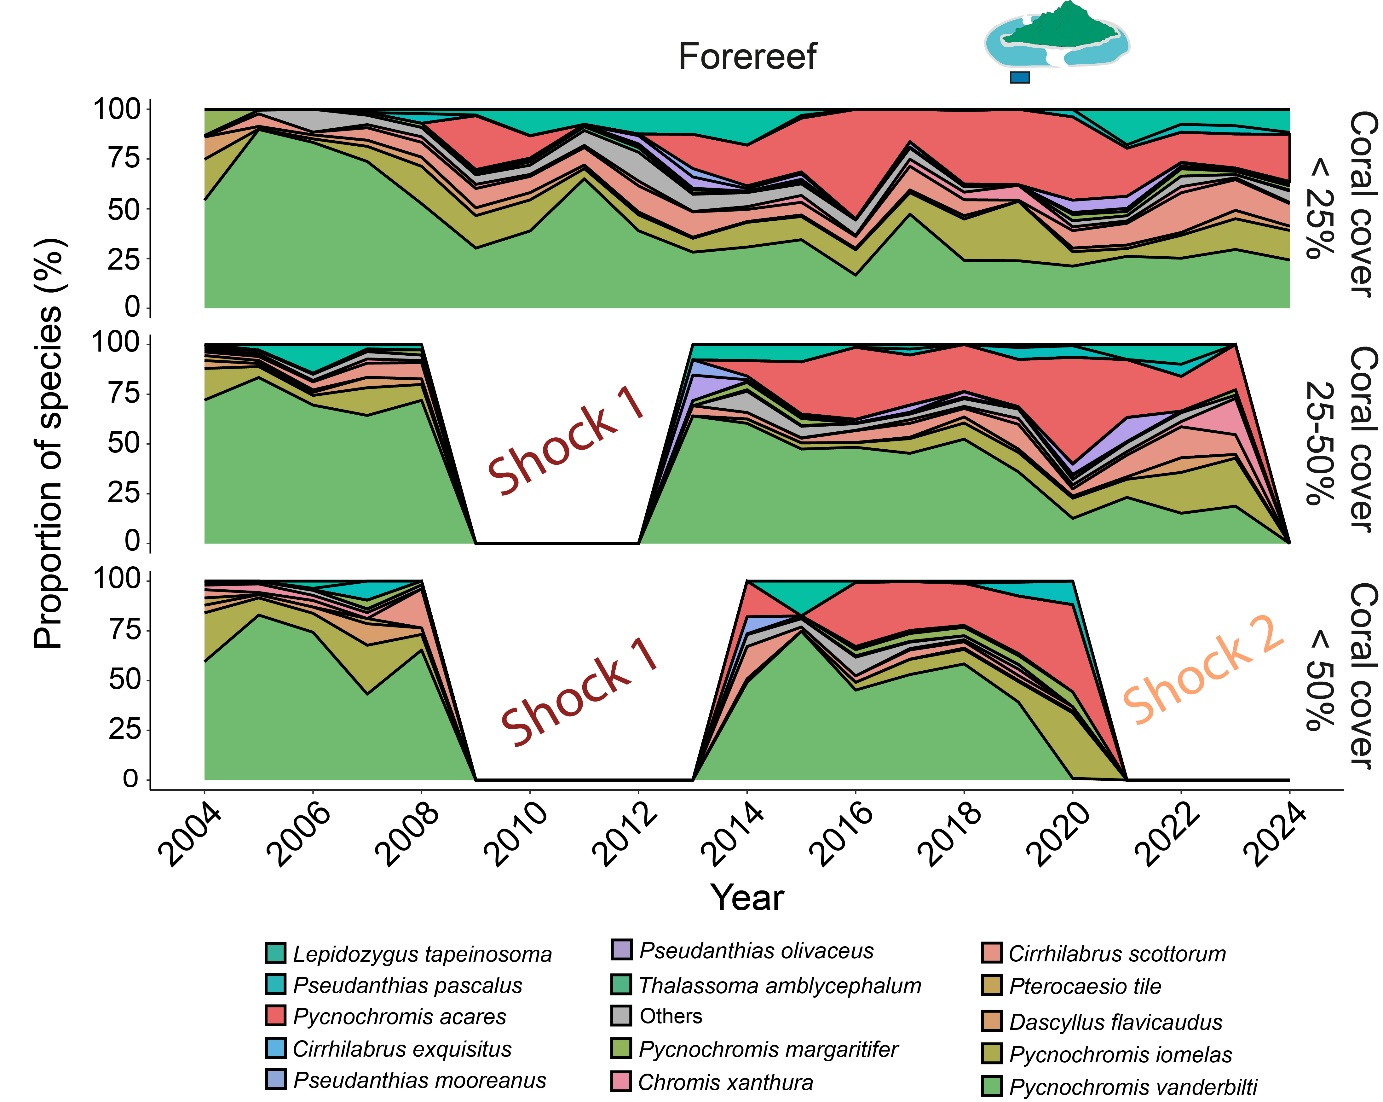 Forereef
Proportion of species (%)
100
75
50
25
0
Coral cover
< 25%
100
75
50
25
0
Shock 1
Coral cover
25-50%
100
75
50
25
0
Shock 1
Shock 2
Coral cover
< 50%
2004 2006 2008 2010 2012 2014 2016 2018 2020 2022 2024
Year
Lepidozygus tapeinosoma
Pseudanthias pascalus
Pycnochromis acares
Cirrhilabrus exquisitus
Pseudanthias mooreanus
Pseudanthias olivaceus
Thalassoma amblycephalum
Others
Pycnochromis margaritifer
Chromis xanthura
Cirrhilabrus scottorum
Pterocaesio tile
Dascyllus flavicaudus
Pycnochromis iomelas
Pycnochromis vanderbilti